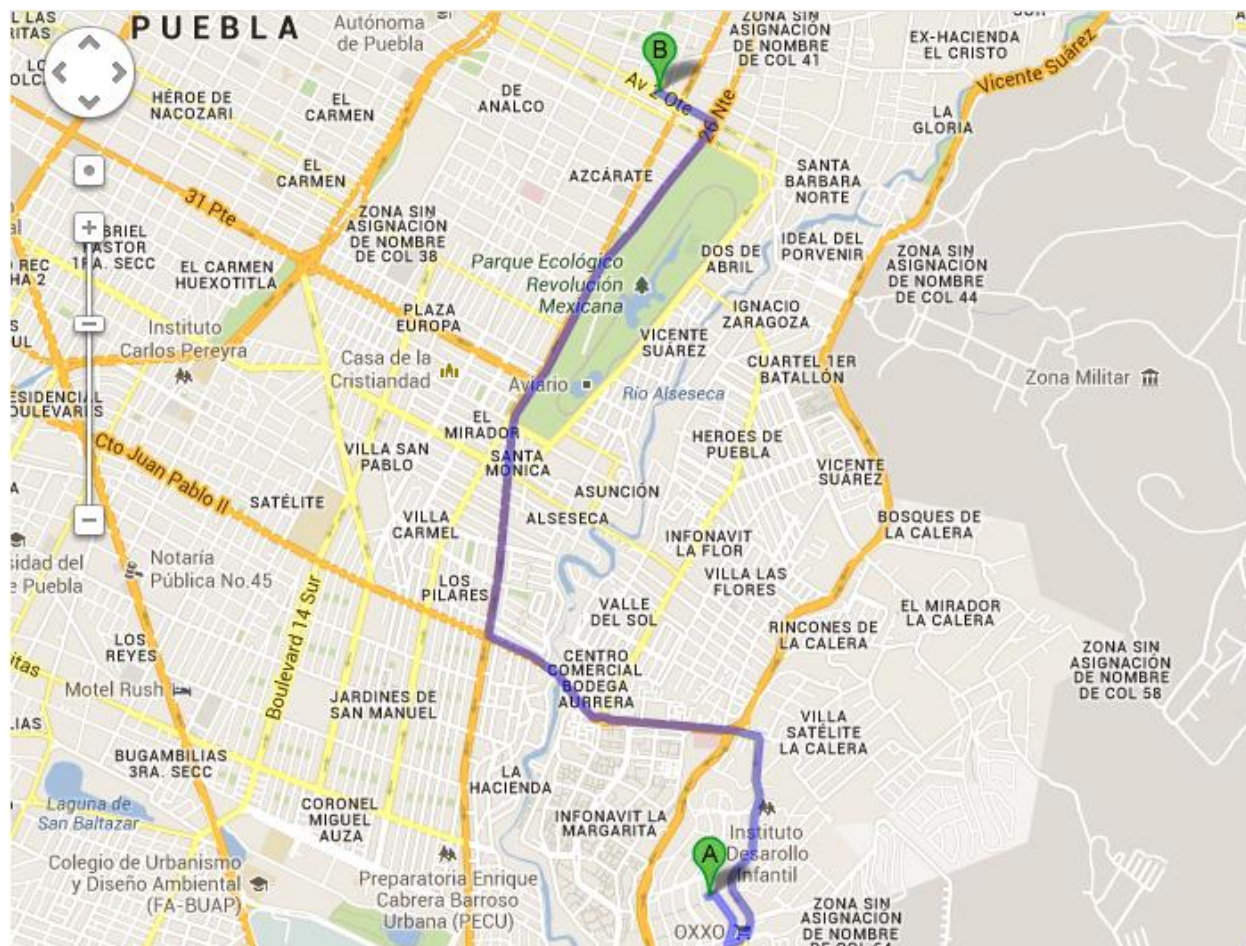 PUEBLA
Autónoma
de Puebla
ZONA SIN
ASIGNACIÓN
DE NOMBRE
DE COL 41
EX-HACIENDA
EL CRISTO
B
Av 2 Ote
26 Nte
Vicente Suárez
HÉROE DE
NACOZARI
EL
CARMEN
DE
ANALCO
LA
GLORIA
EL
CARMEN
AZCÁRATE
SANTA
BARBARA
NORTE
31 Pte
ZONA SIN
ASIGNACIÓN
DE NOMBRE
DE COL 38
PASTOR
1RA. SECC
EL CARMEN
HUEXOTITLA
Parque Ecológico
Revolución
Mexicana
DOS DE
ABRIL
IDEAL DEL
PORVENIR
ZONA SIN
ASIGNACIÓN
DE NOMBRE
DE COL 44
PLAZA
EUROPA
IGNACIO
ZARAGOZA
Instituto
Carlos Pereyra
VICENTE
SUÁREZ
Casa de la
Cristiandad
Aviario
Río Alseseca
CUARTEL 1ER
BATALLÓN
Zona Militar
EL
MIRADOR
SANTA
MÓNICA
Cto Juan Pablo II
VILLA SAN
PABLO
HEROES DE
PUEBLA
VICENTE
SUÁREZ
SATÉLITE
ASUNCIÓN
ALSESECA
VILLA
CARMEL
BOSQUES DE
LA CALERA
INFONAVIT
LA FLOR
sidad del
e Puebla
Notaría
Pública No.45
LOS
PILARES
VILLA LAS
FLORES
VALLE
DEL SOL
EL MIRADOR
LA CALERA
Boulevard 14 Sur
LOS
REYES
RINCONES DE
LA CALERA
ZONA SIN
ASIGNACIÓN
DE NOMBRE
DE COL 58
CENTRO
COMERCIAL
BODEGA
AURRERA
Motel Rush
JARDINES DE
SAN MANUEL
VILLA
SATÉLITE
LA CALERA
BUGAMBILIAS
3RA. SECC
LA
HACIENDA
Laguna de
San Baltazar
CORONEL
MIGUEL
AUZA
INFONAVIT LA
MARGARITA
Instituto
Desarollo
Infantil
A
Colegio de Urbanismo
y Diseño Ambiental
(FA-BUAP)
Preparatoria Enrique
Cabrera Barroso
Urbana (PECU)
OXXO
ZONA SIN
ASIGNACIÓN
DE NOMBRE